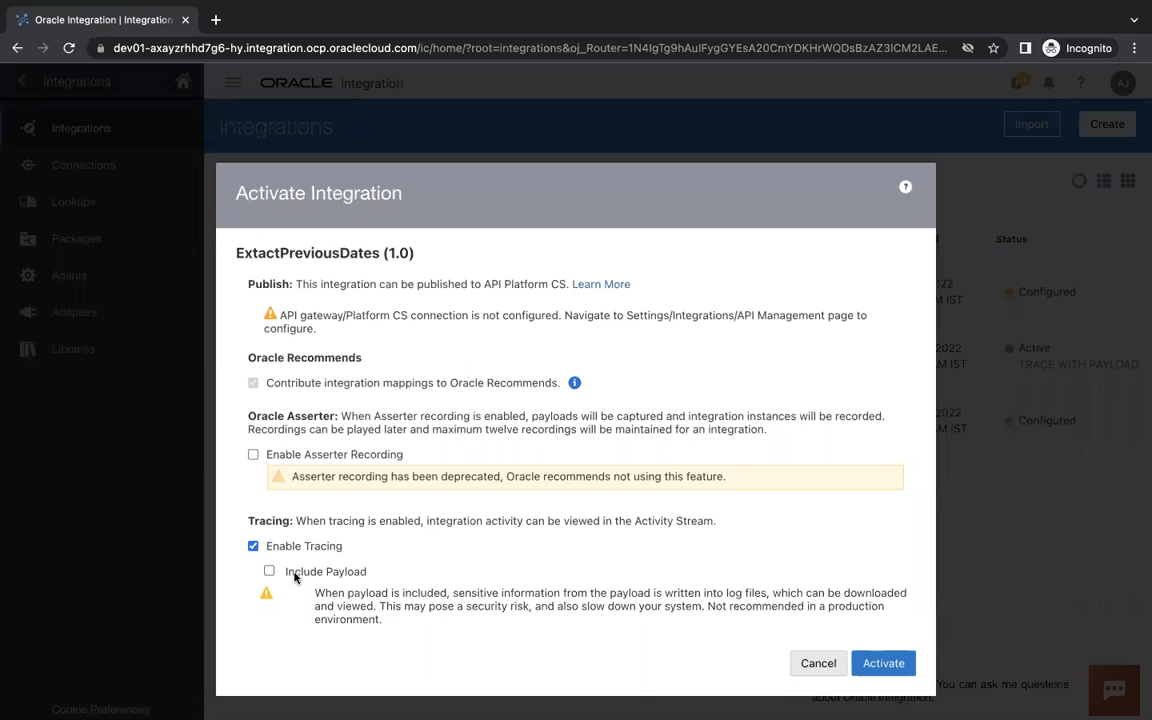 Oracle Integration | Integration
dev01-axayzrhhd7g6-hy.integration.ocp.oraclecloud.com/ic/home/?root=integrations&oj_Router=1N4IgTg9hAuIFygGYEsA20CmYDKHrWQDsBzAZ3ICM2LAE...
Incognito
Integrations
ORACLE Integration
?
AJ
Integrations
Integrations
Import
Create
Connections
Lookups
Packages
Agents
Adapters
Libraries
Cookie Preferences
Activate Integration
?
ExtactPreviousDates (1.0)
Publish: This integration can be published to API Platform CS. Learn More
API gateway/Platform CS connection is not configured. Navigate to Settings/Integrations/API Management page to
configure.
Oracle Recommends
Contribute integration mappings to Oracle Recommends.
Oracle Asserter: When Asserter recording is enabled, payloads will be captured and integration instances will be recorded.
Recordings can be played later and maximum twelve recordings will be maintained for an integration.
Enable Asserter Recording
Asserter recording has been deprecated, Oracle recommends not using this feature.
Tracing: When tracing is enabled, integration activity can be viewed in the Activity Stream.
Enable Tracing
Include Payload
When payload is included, sensitive information from the payload is written into log files, which can be downloaded
and viewed. This may pose a security risk, and also slow down your system. Not recommended in a production
environment.
Cancel
Activate
Status
Configured
2022
Active
M IST
TRACE WITH PAYLOAD
Configured
You can ask me questions
about Oracle Integration.